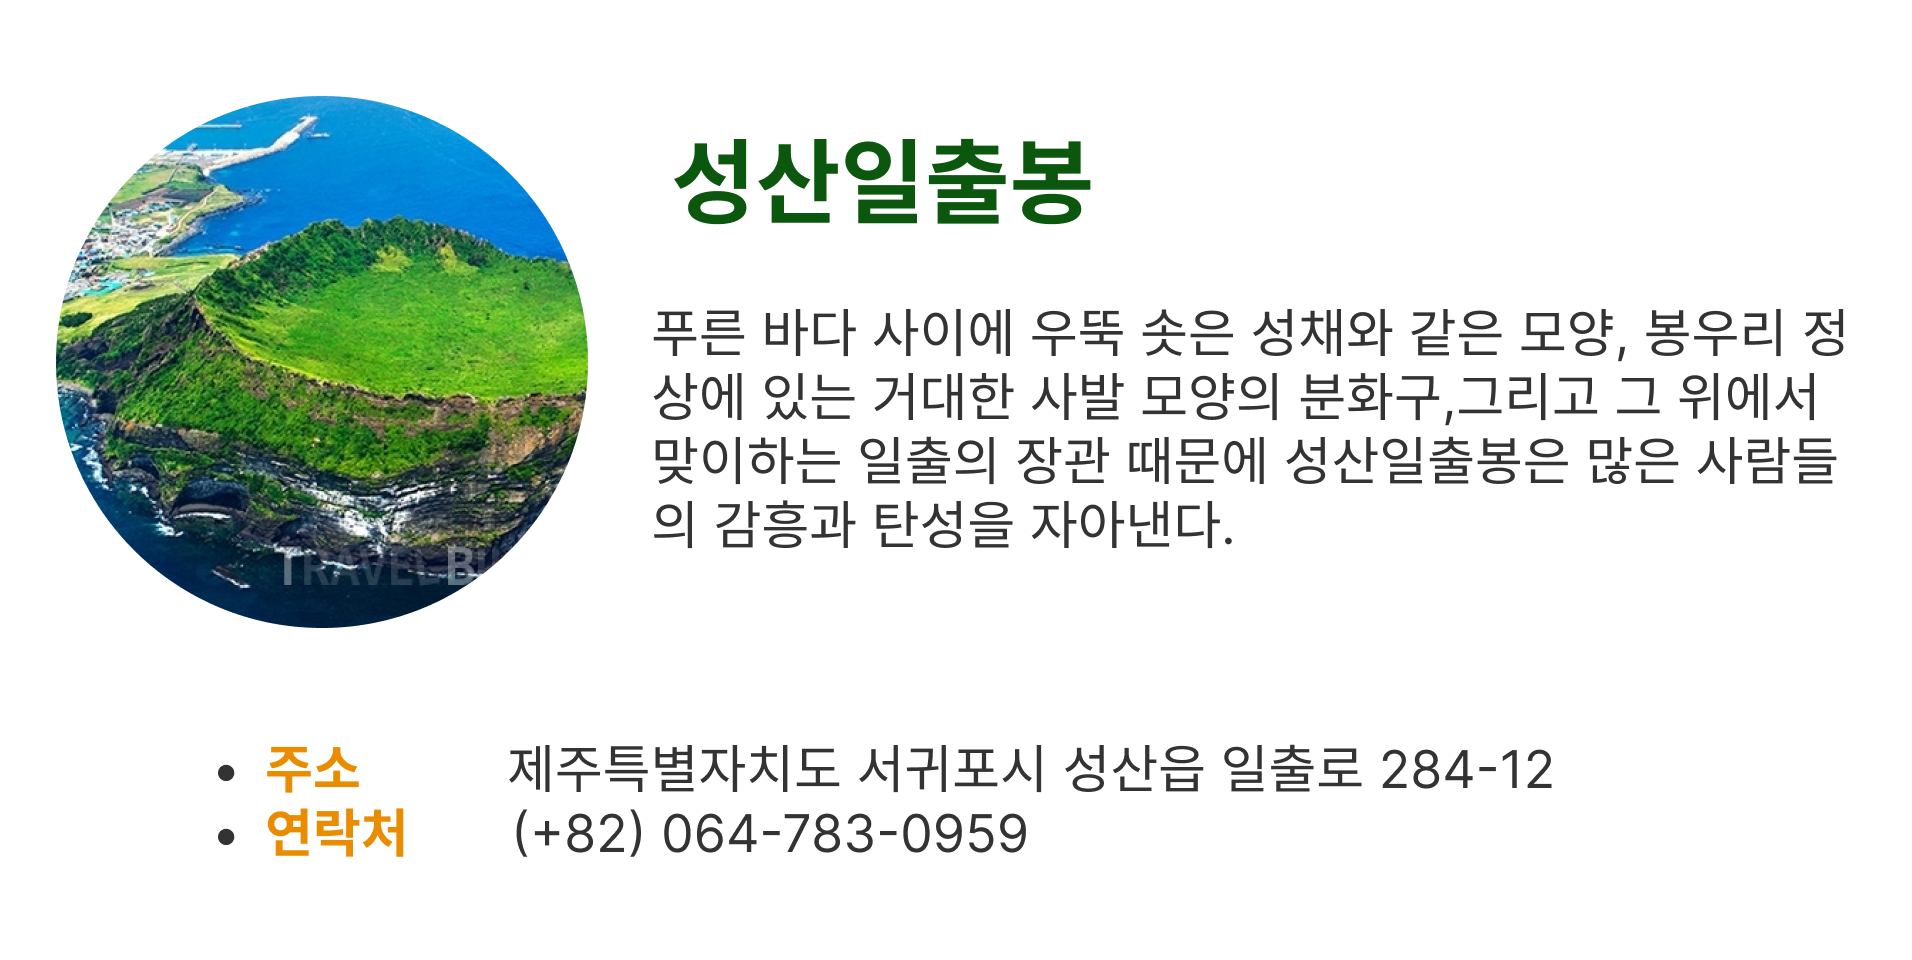 성산일출봉
푸른 바다 사이에 우뚝 솟은 성채와 같은 모양, 봉우리 정
상에 있는 거대한 사발 모양의 분화구,그리고 그 위에서
맞이하는 일출의 장관 때문에 성산일출봉은 많은 사람들
의 감흥과 탄성을 자아낸다.
TRAVEL
• 주소 제주특별자치도 서귀포시 성산읍 일출로 284-12
• 연락처 (+82) 064-783-0959